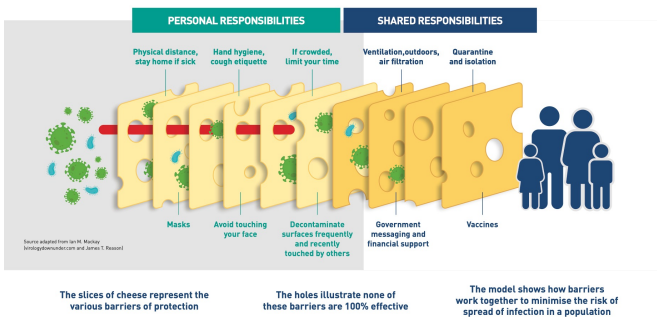 PERSONAL RESPONSIBILITIES
SHARED RESPONSIBILITIES
Physical distance,
stay home if sick
Hand hygiene,
cough etiquette
If crowded,
limit your time
Ventilation,outdoors,
air filtration
Quarantine
and isolation
Masks
Avoid touching
your face
Decontaminate
surfaces frequently
and recently
touched by others
Government
messaging and
financial support
Vaccines
Source adapted from Ian M. Mackay
(virologydownunder.com and James T. Reason)
The slices of cheese represent the
various barriers of protection
The holes illustrate none of
these barriers are 100% effective
The model shows how barriers
work together to minimise the risk of
spread of infection in a population